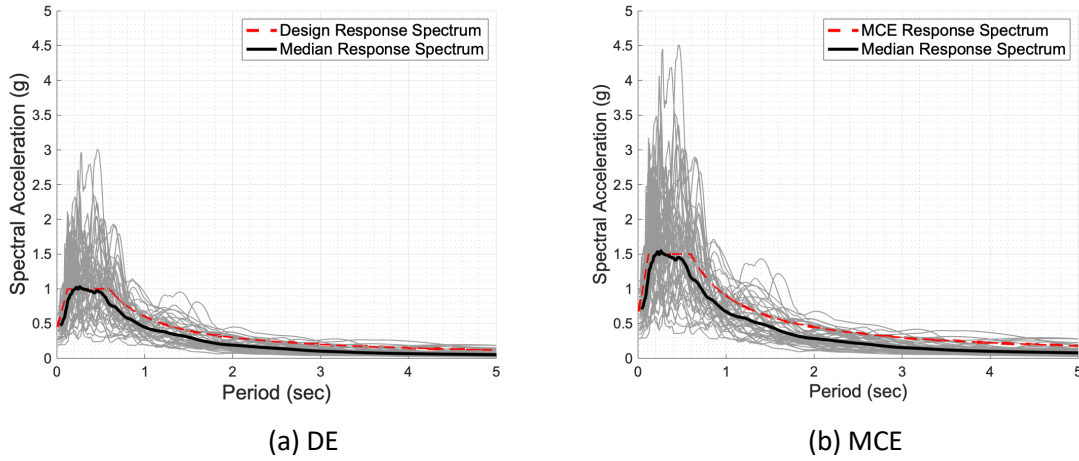 Design Response Spectrum
Median Response Spectrum
Spectral Acceleration (g)
5
4.5
4
3.5
3
2.5
2
1.5
1
0.5
0
0 1 2 3 4 5
Period (sec)
(a) DE
MCE Response Spectrum
Median Response Spectrum
Spectral Acceleration (g)
5
4.5
4
3.5
3
2.5
2
1.5
1
0.5
0
0 1 2 3 4 5
Period (sec)
(b) MCE